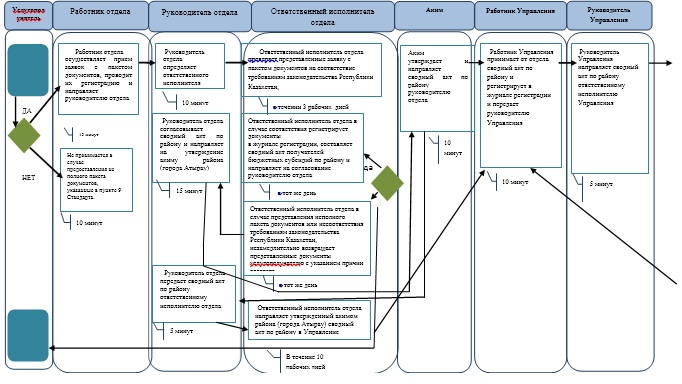 Услугопо
учатель
Работник отдела
Руководитель отдела
Ответственный исполнитель
отдела
Аким
Работник Управления
Руководитель
Управления
ДА
НЕТ
Работник отдела
осуществляет прием
заявок с пакетом
документов, проводит
их регистрацию и
направляет
руководителю отдела
15 минут
Не принимается в
случае
предоставления не
полного пакета
документов,
указанные в пункте 9
Стандарта.
10 минут
Руководитель
отдела
определяет
ответственного
исполнителя
10 минут
Руководитель отдела
согласовывает
сводный акт по
району и направляет
на утверждение
акиму района
(города Атырау)
15 минут
Руководитель отдела
передает сводный акт
по району
ответственному
исполнителю отдела
5 минут
Ответственный исполнитель отдела
проверяет представленные заявку с
пакетом документов на соответствие
требованиям законодательства Республики
Казахстан,
в течении 3 рабочих дней
Ответственный исполнитель отдела в
случае соответствия регистрирует
документы
в журнале регистрации, составляет
сводный акт получателей
бюджетных субсидий по району и
направляет на согласование
руководителю отдела
в тот же день
да
Ответственный исполнитель отдела в
случае представления неполного
пакета документов или несоответствия
требованиям законодательства
Республики Казахстан,
незамедлительно возвращает
представленные документы
услугополучателю с указанием причин
в тот же день
Ответственный исполнитель отдела
направляет утвержденный акимом
района (города Атырау) сводный
акт по району в Управление
В течение 10
рабочих дней
Аким
утверждает и
направляет
сводный акт по
району
руководителю
отдела
10
минут
Работник Управления
принимает от отдела
сводный акт по
району и
регистрирует в
журнале регистрации
и передает
руководителю
Управления
10 минут
Руководитель
Управления
направляет сводный
акт по району
ответственному
исполнителю
Управления
5 минут